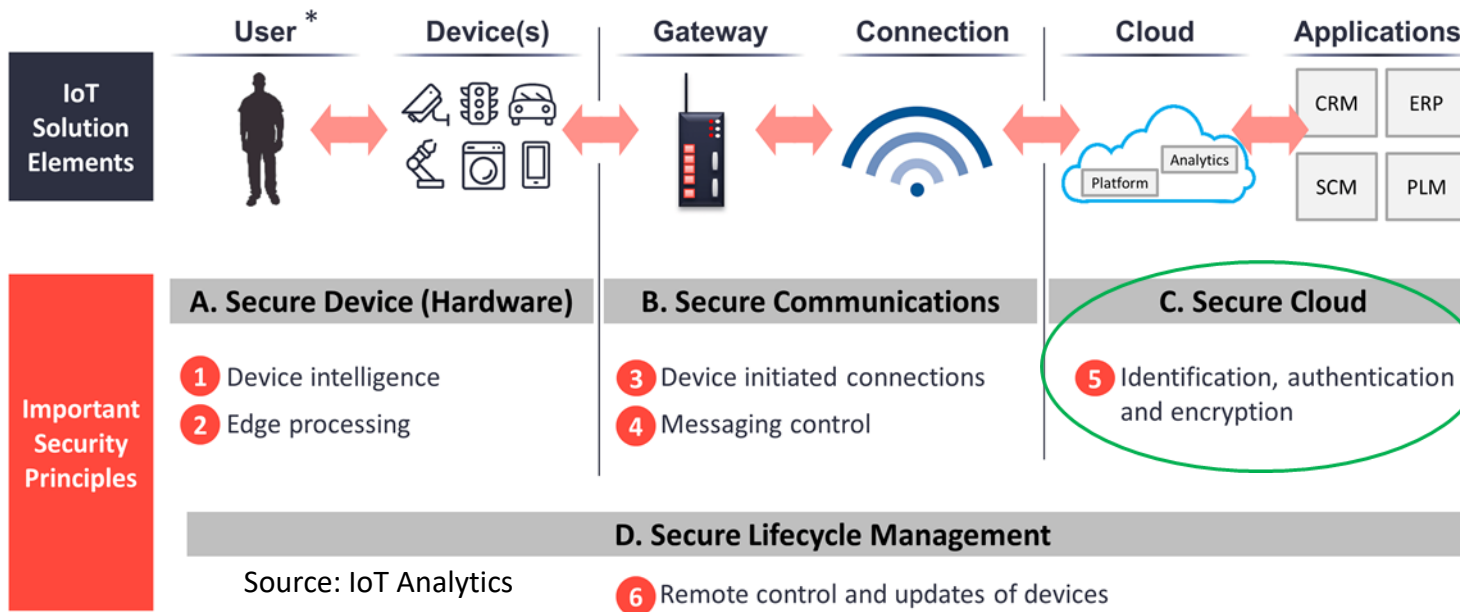 User *
Device(s)
Gateway
Connection
Cloud
Applications
IoT
Solution
Elements
Platform
Analytics
CRM
ERP
SCM
PLM
Important
Security
Principles
A. Secure Device (Hardware)
1 Device intelligence
2 Edge processing
B. Secure Communications
3 Device initiated connections
4 Messaging control
C. Secure Cloud
5 Identification, authentication
and encryption
D. Secure Lifecycle Management
Source: IoT Analytics
6 Remote control and updates of devices